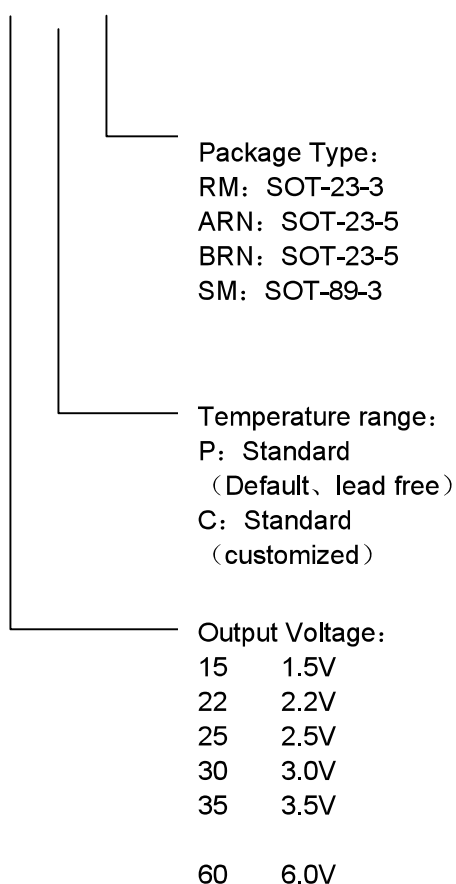 Package Type：
RM：SOT-23-3
ARN：SOT-23-5
BRN：SOT-23-5
SM：SOT-89-3
Temperature range：
P：Standard
（Default、lead free）
C：Standard
（customized）
Output Voltage：
15 1.5V
22 2.2V
25 2.5V
30 3.0V
35 3.5V
60 6.0V